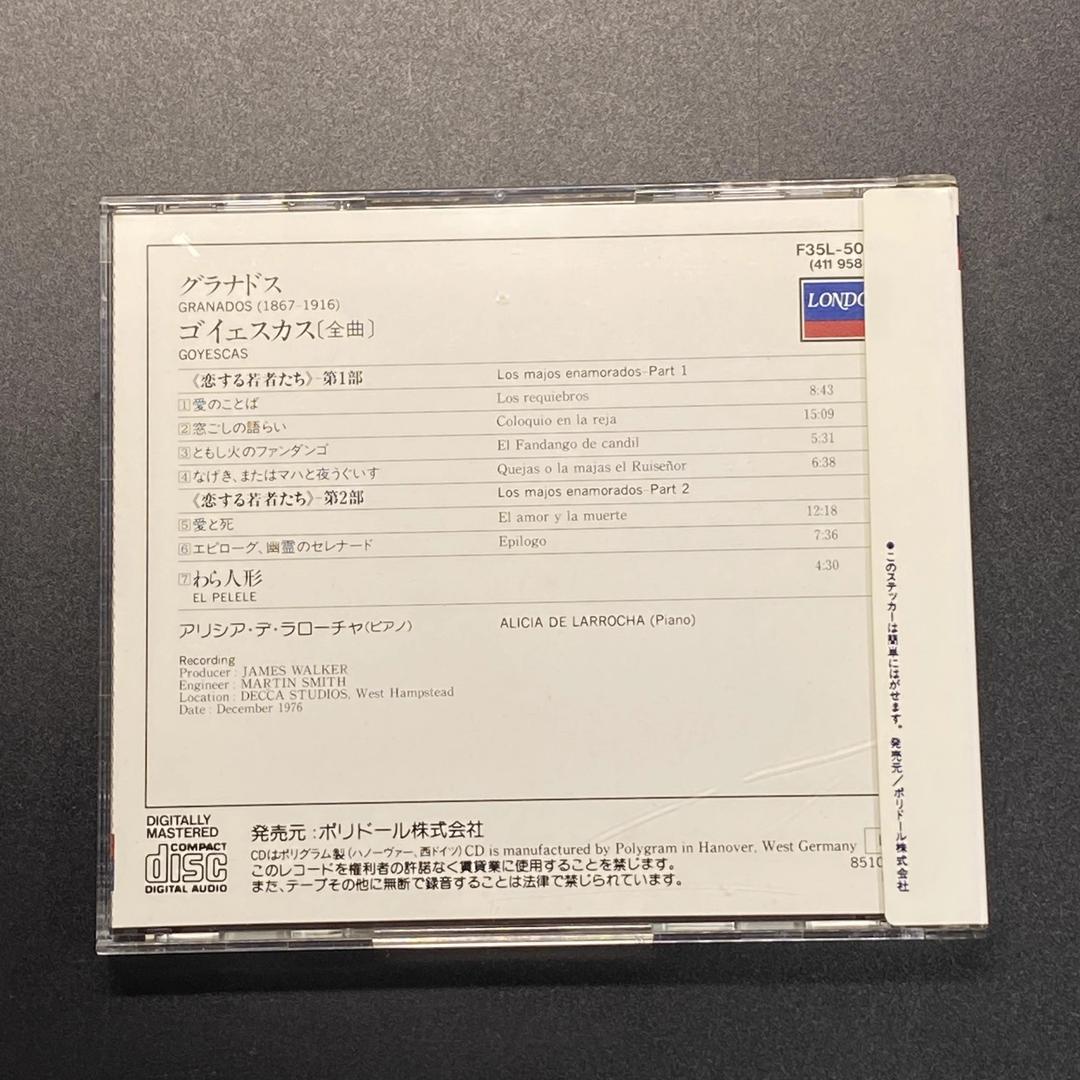 F35L-50
(411 958
LONDO
グラナドス
GRANADOS (1867-1916)
ゴイェスカス〔全曲〕
GOYESCAS
《恋する若者たち》-第1部 Los majos enamorados-Part 1
1 愛のことば Los requiebros 8:43
2 窓ごしの語らい Coloquio en la reja 15:09
3 ともし火のファンダンゴ El Fandango de candil 5:31
4 なげき、またはマハと夜うぐいす Quejas o la majas el Ruiseñor 6:38
《恋する若者たち》-第2部 Los majos enamorados-Part 2
5 愛と死 El amor y la muerte 12:18
6 エピローグ、幽霊のセレナード Epilogo 7:36
7 わら人形 4:30
EL PELELE
アリシア・デ・ラローチャ(ピアノ) ALICIA DE LARROCHA (Piano)
Recording
Producer : JAMES WALKER
Engineer : MARTIN SMITH
Location : DECCA STUDIOS, West Hampstead
Date : December 1976
DIGITALLY
MASTERED
COMPACT
disc
DIGITAL AUDIO
発売元 : ポリドール株式会社
CDはポリグラム製(ハノーヴァー、西ドイツ) CD is manufactured by Polygram in Hanover, West Germany
このレコードを権利者の許諾なく賃貸業に使用することを禁じます。
また、テープその他に無断で録音することは法律で禁じられています。
8510
●このステッカーは簡単にはがせます。 発売元/ポリドール株式会社